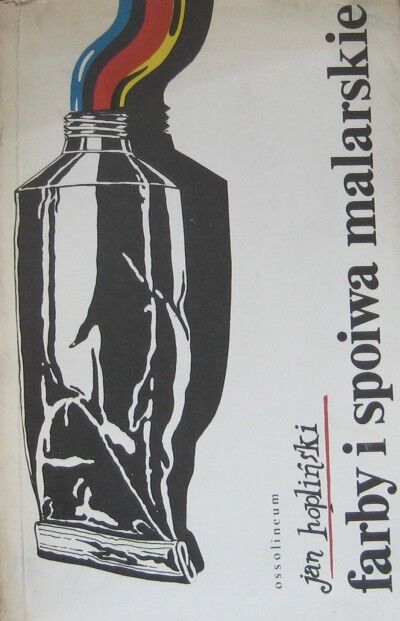 ossolineum
jan hopliński
farby i spoiwa malarskie